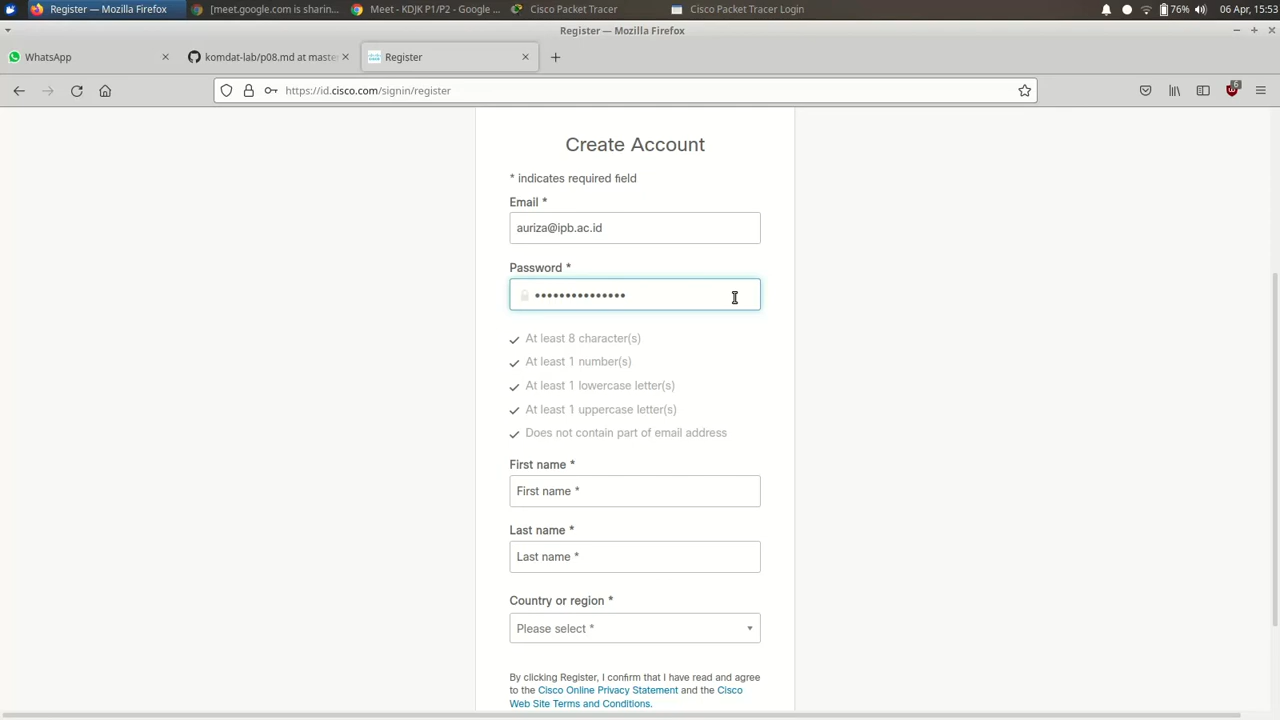 Register — Mozilla Firefox
[meet.google.com is sharin...
Meet - KDJK P1/P2 - Google ...
Cisco Packet Tracer
Cisco Packet Tracer Login
76%
06 Apr, 15:53
Register — Mozilla Firefox
WhatsApp
komdat-lab/p08.md at maste
Register
https://id.cisco.com/signin/register
6
Create Account
* indicates required field
Email *
auriza@ipb.ac.id
Password *
•••••••••••••••
At least 8 character(s)
At least 1 number(s)
At least 1 lowercase letter(s)
At least 1 uppercase letter(s)
Does not contain part of email address
First name *
First name *
Last name *
Last name *
Country or region *
Please select *
By clicking Register, I confirm that I have read and agree
to the Cisco Online Privacy Statement and the Cisco
Web Site Terms and Conditions.